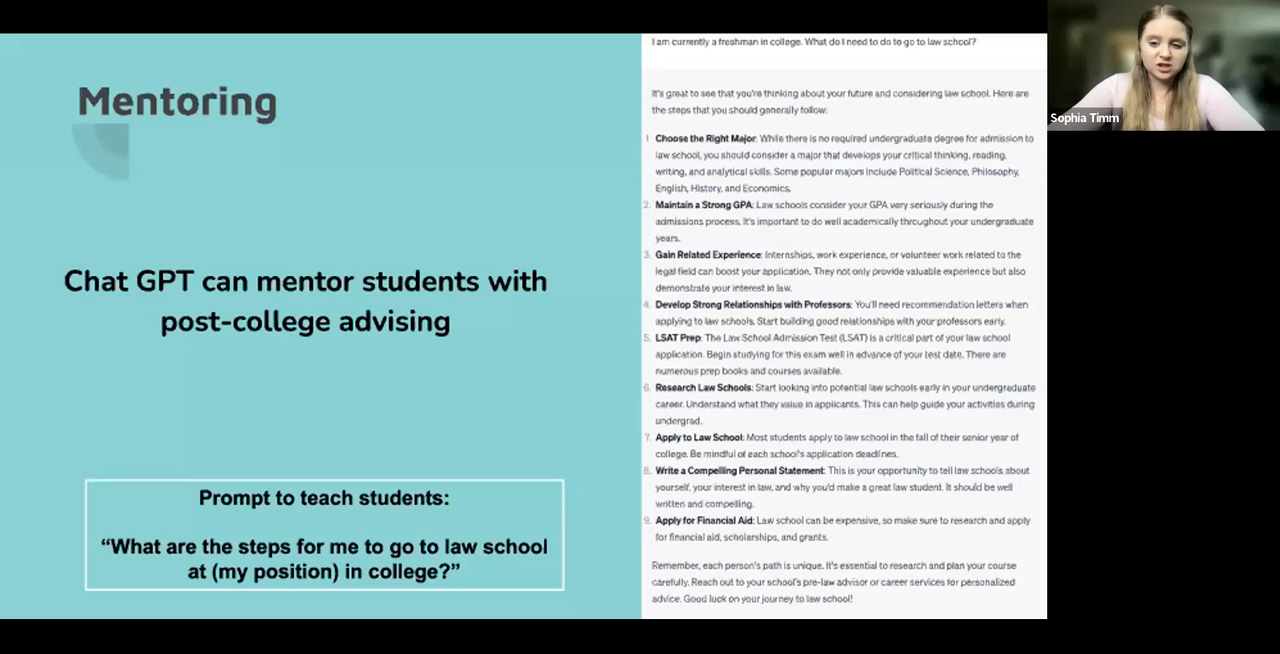 Mentoring
Chat GPT can mentor students with
post-college advising
Prompt to teach students:
“What are the steps for me to go to law school
at (my position) in college?”
I am currently a freshman in college. What do I need to do to go to law school?
It's great to see that you're thinking about your future and considering law school. Here are
the steps that you should generally follow:
1 Choose the Right Major: While there is no required undergraduate degree for admission to
law school, you should consider a major that develops your critical thinking, reading,
writing, and analytical skills. Some popular majors include Political Science, Philosophy,
English, History, and Economics.
2. Maintain a Strong GPA: Law schools consider your GPA very seriously during the
admissions process. It's important to do well academically throughout your undergraduate
years.
3. Gain Related Experience: Internships, work experience, or volunteer work related to the
legal field can boost your application. They not only provide valuable experience but also
demonstrate your interest in law.
4. Develop Strong Relationships with Professors: You'll need recommendation letters when
applying to law schools. Start building good relationships with your professors early.
5. LSAT Prep: The Law School Admission Test (LSAT) is a critical part of your law school
application. Begin studying for this exam well in advance of your test date. There are
numerous prep books and courses available.
6. Research Law Schools: Start looking into potential law schools early in your undergraduate
career. Understand what they value in applicants. This can help guide your activities during
undergrad.
7. Apply to Law School: Most students apply to law school in the fall of their senior year of
college. Be mindful of each school's application deadlines.
8. Write a Compelling Personal Statement: This is your opportunity to tell law schools about
yourself, your interest in law, and why you'd make a great law student. It should be well
written and compelling.
9. Apply for Financial Aid: Law school can be expensive, so make sure to research and apply
for financial aid, scholarships, and grants.
Remember, each person's path is unique. It's essential to research and plan your course
carefully. Reach out to your school's pre-law advisor or career services for personalized
advice. Good luck on your journey to law school!
Sophia Timm